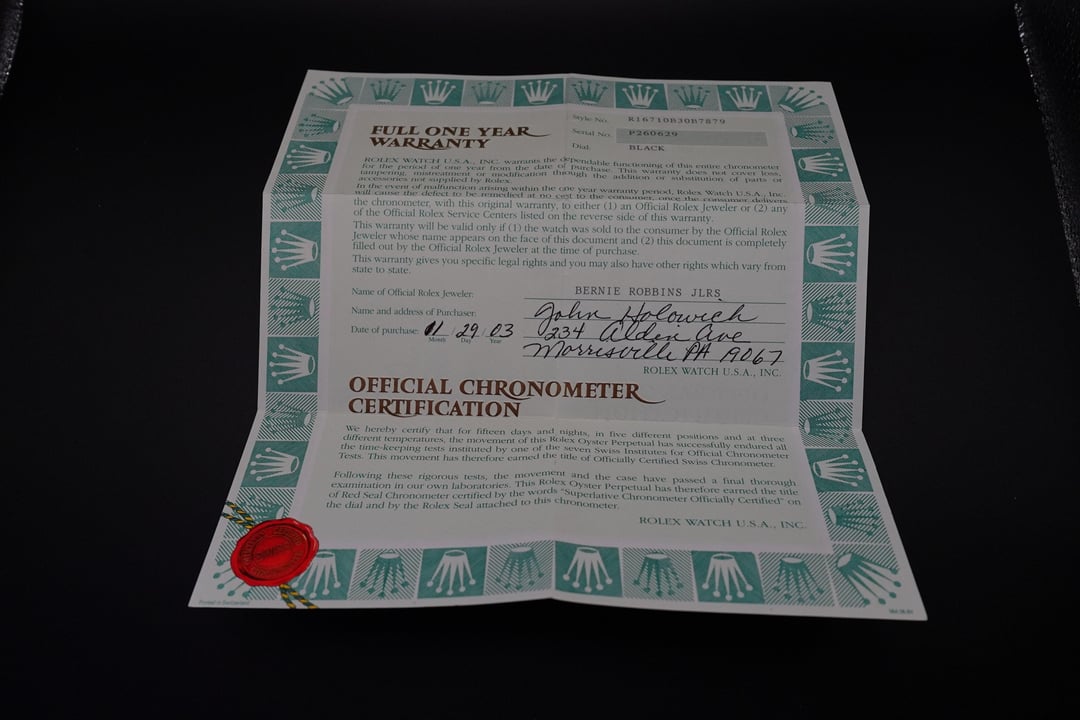 FULL ONE YEAR
WARRANTY
Style No. R16710B30B7879
Serial No. P260629
Dial: BLACK
ROLEX WATCH U.S.A., INC. warrants the dependable functioning of this entire chronometer
for the period of one year from the date of purchase. This warranty does not cover loss,
tampering, mistreatment or modification through the addition or substitution of parts or
accessories not supplied by Rolex.
In the event of malfunction arising within the one year warranty period, Rolex Watch U.S.A., Inc.
will cause the defect to be remedied at no cost to the consumer, once the consumer delivers
the chronometer, with this original warranty, to either (1) an Official Rolex Jeweler or (2) any
of the Official Rolex Service Centers listed on the reverse side of this warranty.
This warranty will be valid only if (1) the watch was sold to the consumer by the Official Rolex
Jeweler whose name appears on the face of this document and (2) this document is completely
filled out by the Official Rolex Jeweler at the time of purchase.
This warranty gives you specific legal rights and you may also have other rights which vary from
state to state.
Name of Official Rolex Jeweler: BERNIE ROBBINS JLRS
Name and address of Purchaser: John Holowich
Date of purchase: 01 29 03 234 Aldin Ave
Month Day Year Morrisville PA 19067
ROLEX WATCH U.S.A., INC.
OFFICIAL CHRONOMETER
CERTIFICATION
We hereby certify that for fifteen days and nights, in five different positions and at three
different temperatures, the movement of this Rolex Oyster Perpetual has successfully endured all
the time-keeping tests instituted by one of the seven Swiss Institutes for Official Chronometer
Tests. This movement has therefore earned the title of Officially Certified Swiss Chronometer.
Following these rigorous tests, the movement and the case have passed a final thorough
examination in our own laboratories. This Rolex Oyster Perpetual has therefore earned the title
of Red Seal Chronometer certified by the words "Superlative Chronometer Officially Certified" on
the dial and by the Rolex Seal attached to this chronometer.
ROLEX WATCH U.S.A., INC.
Printed in Switzerland